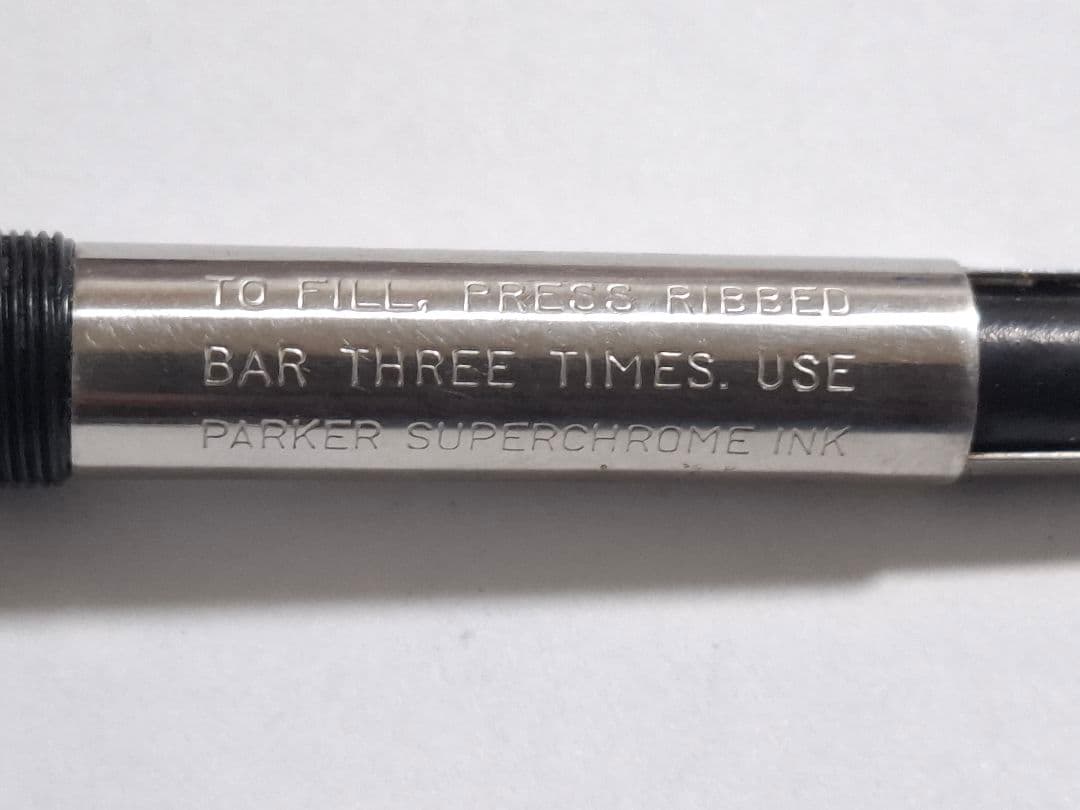 TO FILL, PRESS RIBBED
BAR THREE TIMES. USE
PARKER SUPERCHROME INK